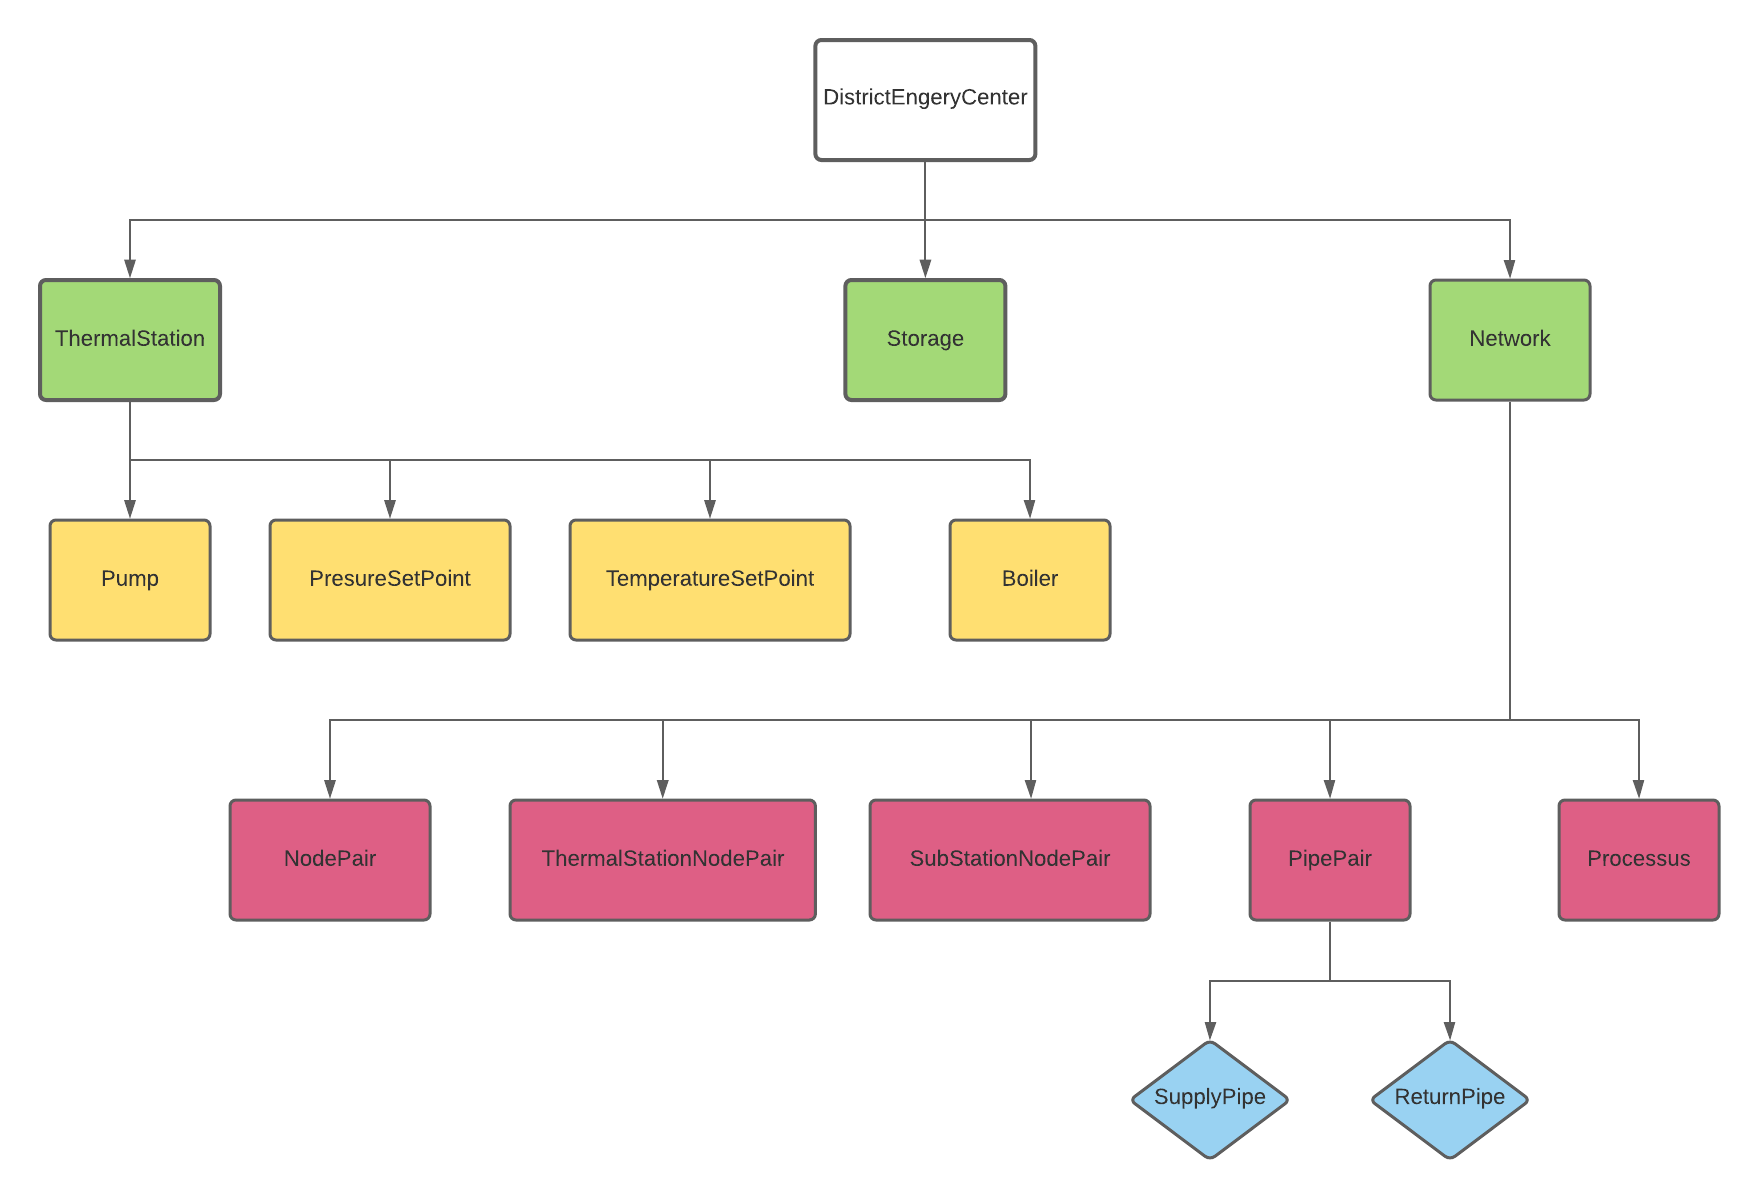 DistrictEngeryCenter
ThermalStation
Storage
Network
Pump
PresureSetPoint
TemperatureSetPoint
Boiler
NodePair
ThermalStationNodePair
SubStationNodePair
PipePair
Processus
SupplyPipe
ReturnPipe